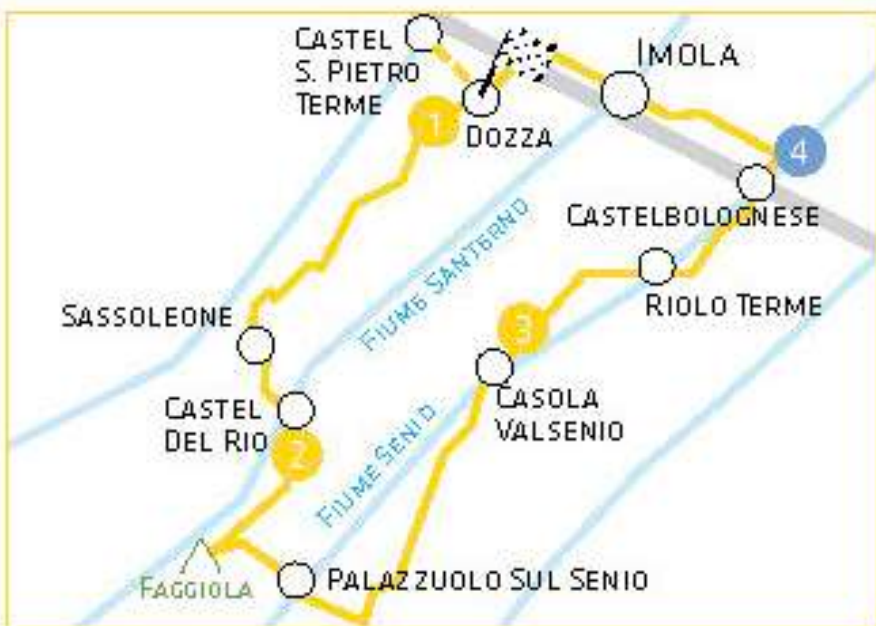 CASTEL
S. PIETRO
TERME
IMOLA
1
DOZZA
4
CASTELBOLOGNESE
FIUME SANTERNO
RIOLO TERME
SASSOLEONE
3
CASTEL
DEL RIO
CASOLA
VALSENIO
2
FIUME SENIO
FAGGIOLA
PALAZZUOLO SUL SENIO